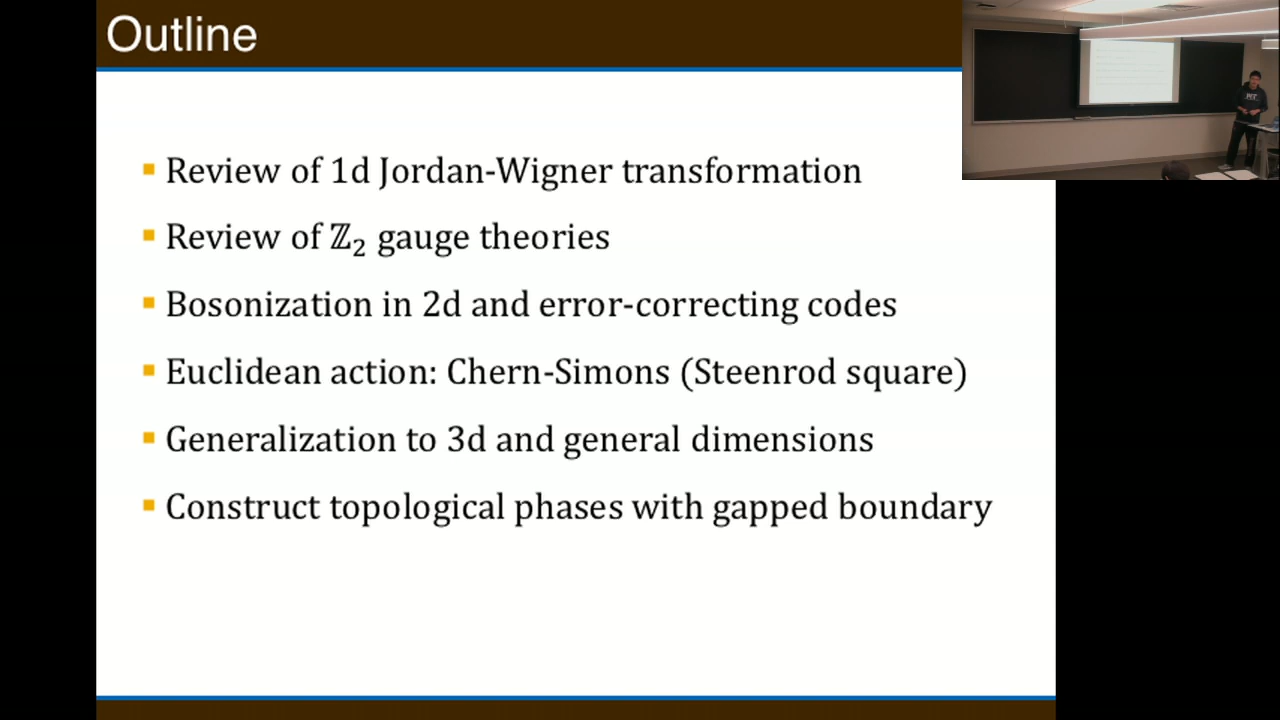 Outline
Review of 1d Jordan-Wigner transformation
Review of ℤ₂ gauge theories
Bosonization in 2d and error-correcting codes
Euclidean action: Chern-Simons (Steenrod square)
Generalization to 3d and general dimensions
Construct topological phases with gapped boundary